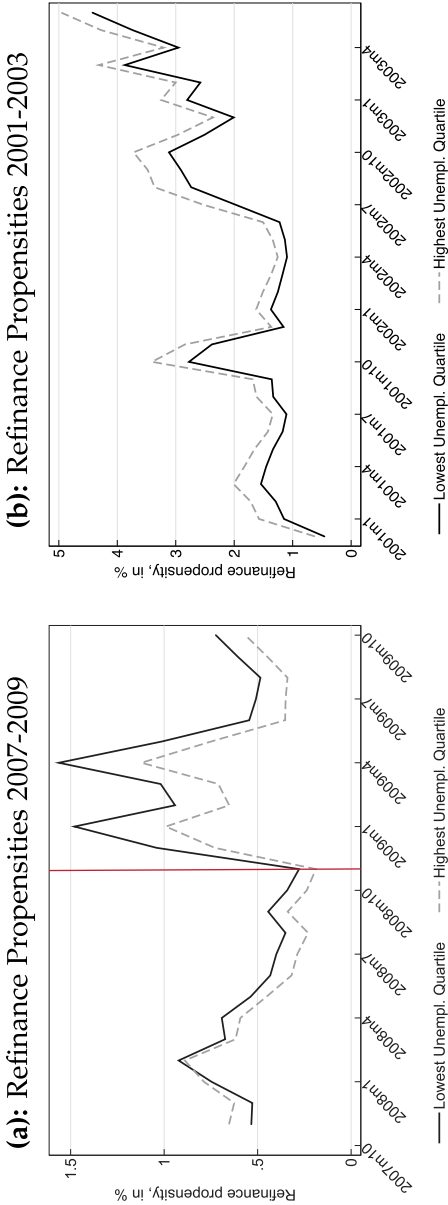 (a): Refinance Propensities 2007-2009
Refinance propensity, in %
1.5
1
.5
0
2007m10
2008m1
2008m4
2008m7
2008m10
2009m1
2009m4
2009m7
2009m10
Lowest Unempl. Quartile
Highest Unempl. Quartile
(b): Refinance Propensities 2001-2003
Refinance propensity, in %
5
4
3
2
1
0
2001m1
2001m4
2001m7
2001m10
2002m1
2002m4
2002m7
2002m10
2003m1
2003m4
Lowest Unempl. Quartile
Highest Unempl. Quartile